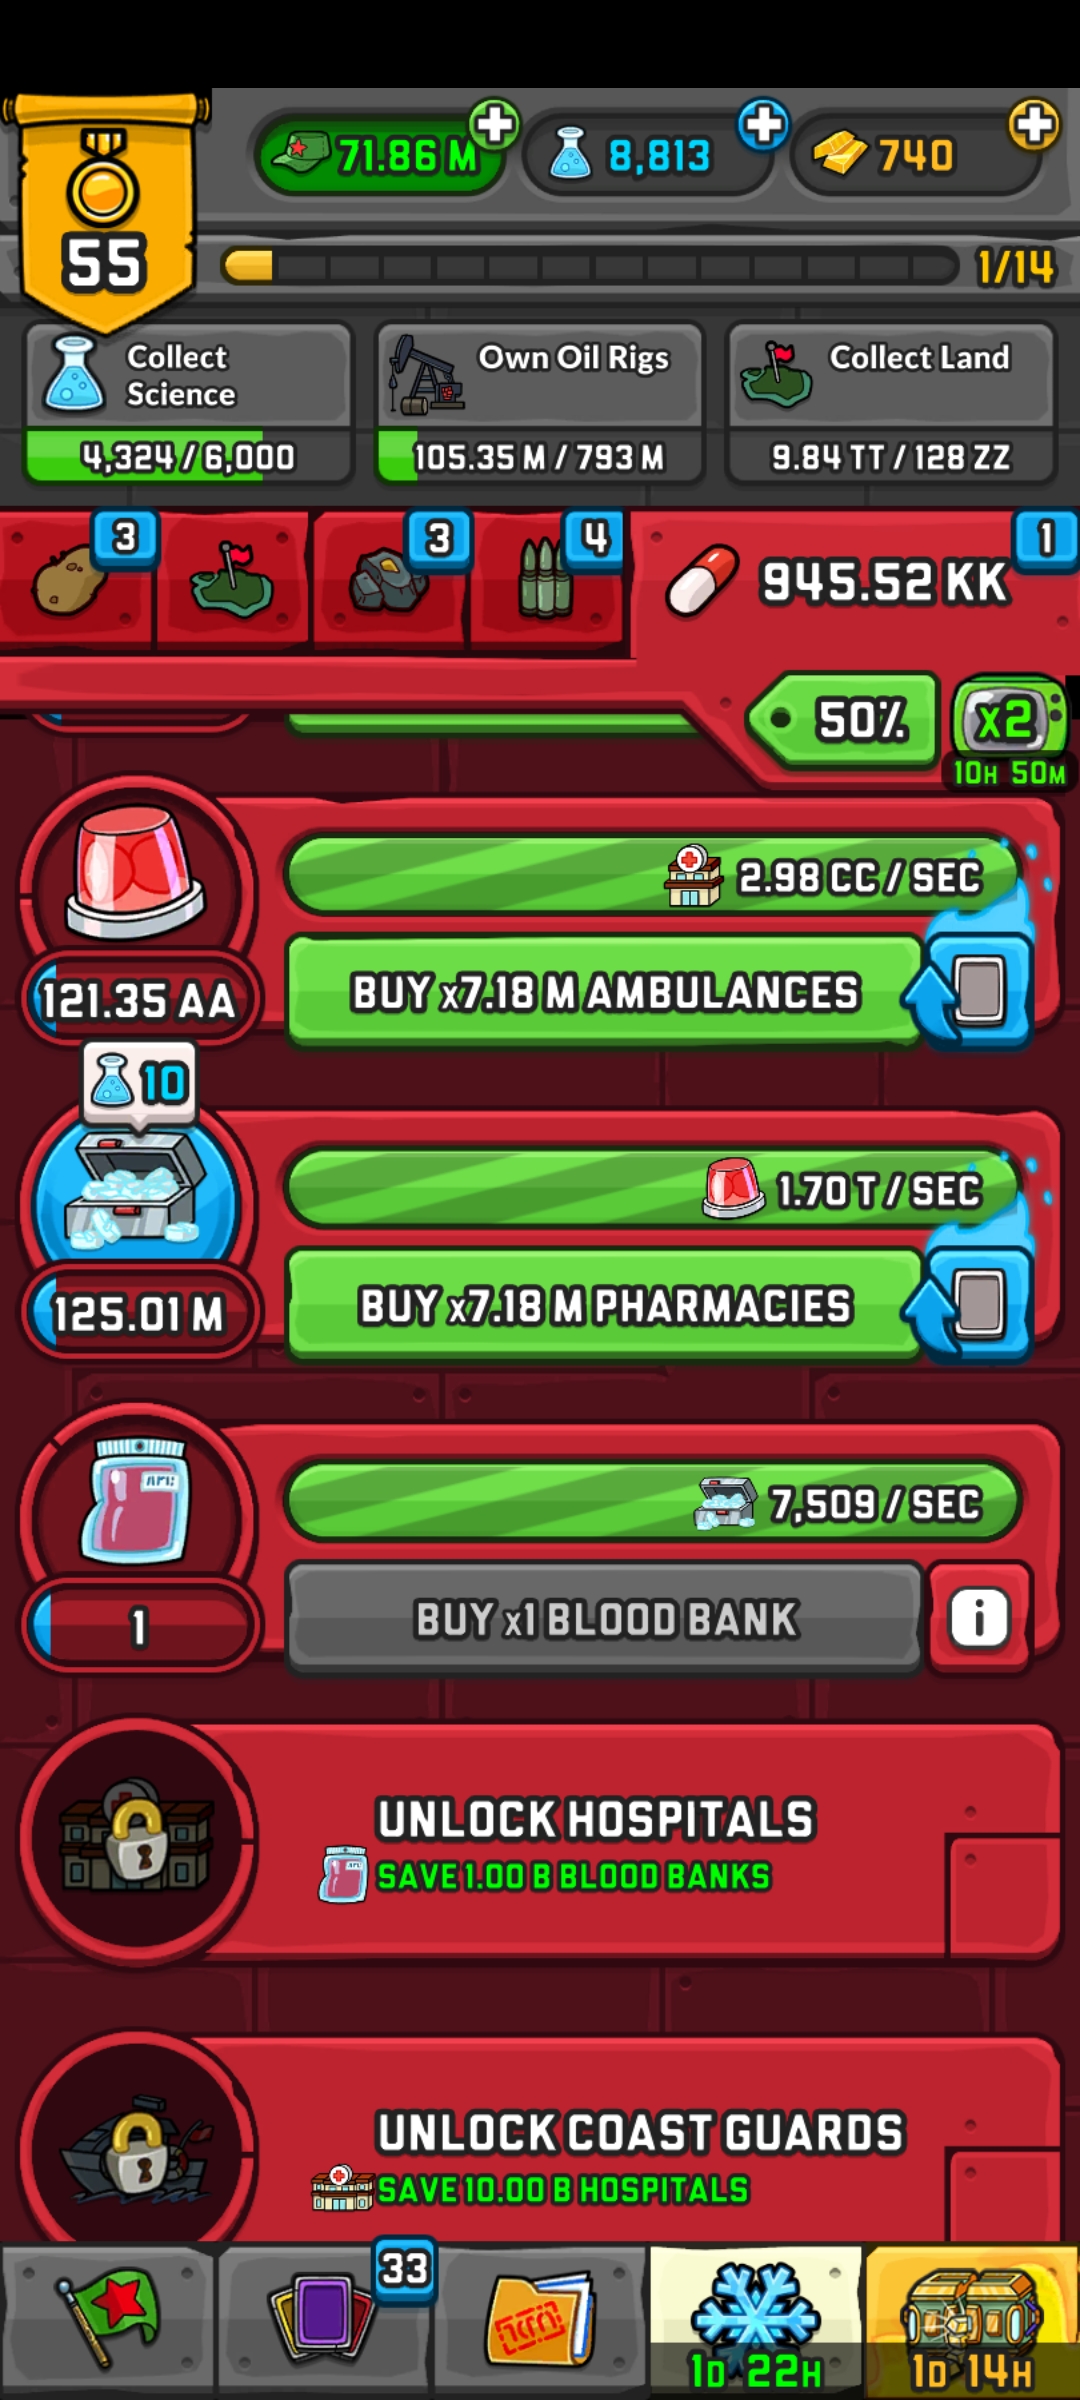 71.86 M
8,813
740
55
1/14
Collect
Science
Own Oil Rigs
Collect Land
4,324 / 6,000
105.35 M / 793 M
9.84 TT / 128 ZZ
3
3
4
1
945.52 KK
50%
x2
10H 50M
2.98 CC / SEC
121.35 AA
BUY x7.18 M AMBULANCES
10
1.70 T / SEC
125.01 M
BUY x7.18 M PHARMACIES
7,509 / SEC
1
BUY x1 BLOOD BANK
i
UNLOCK HOSPITALS
SAVE 1.00 B BLOOD BANKS
UNLOCK COAST GUARDS
SAVE 10.00 B HOSPITALS
33
1D 22H
1D 14H